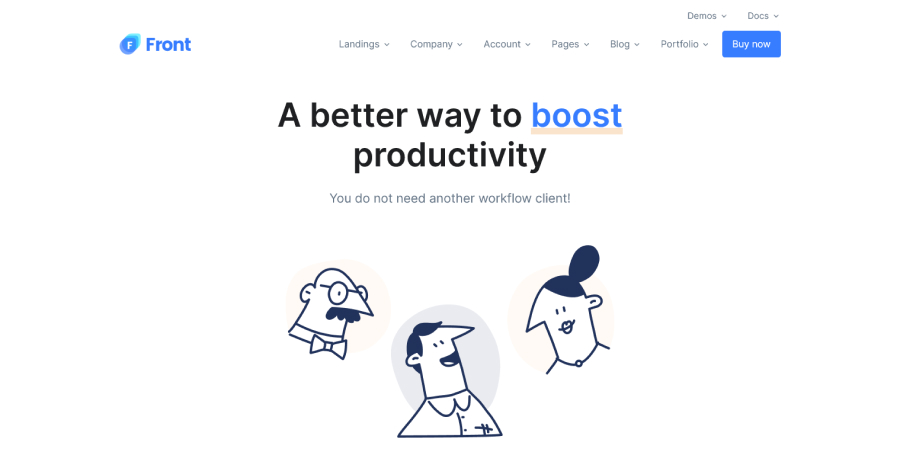 Demos Docs
F Front
Landings Company Account Pages Blog Portfolio Buy now
A better way to boost
productivity
You do not need another workflow client!